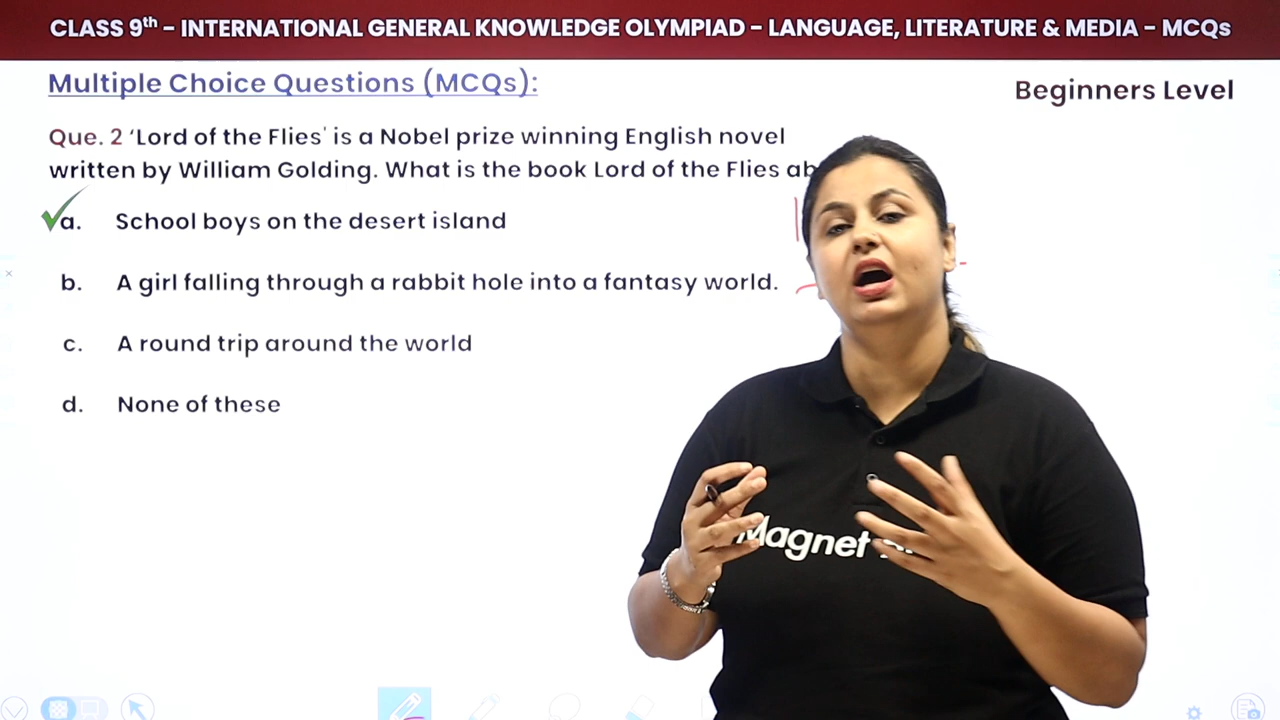 CLASS 9th - INTERNATIONAL GENERAL KNOWLEDGE OLYMPIAD - LANGUAGE, LITERATURE & MEDIA - MCQs
Multiple Choice Questions (MCQs):
Beginners Level
Que. 2 ‘Lord of the Flies' is a Nobel prize winning English novel
written by William Golding. What is the book Lord of the Flies
a. School boys on the desert island
b. A girl falling through a rabbit hole into a fantasy world.
c. A round trip around the world
d. None of these
Magnet